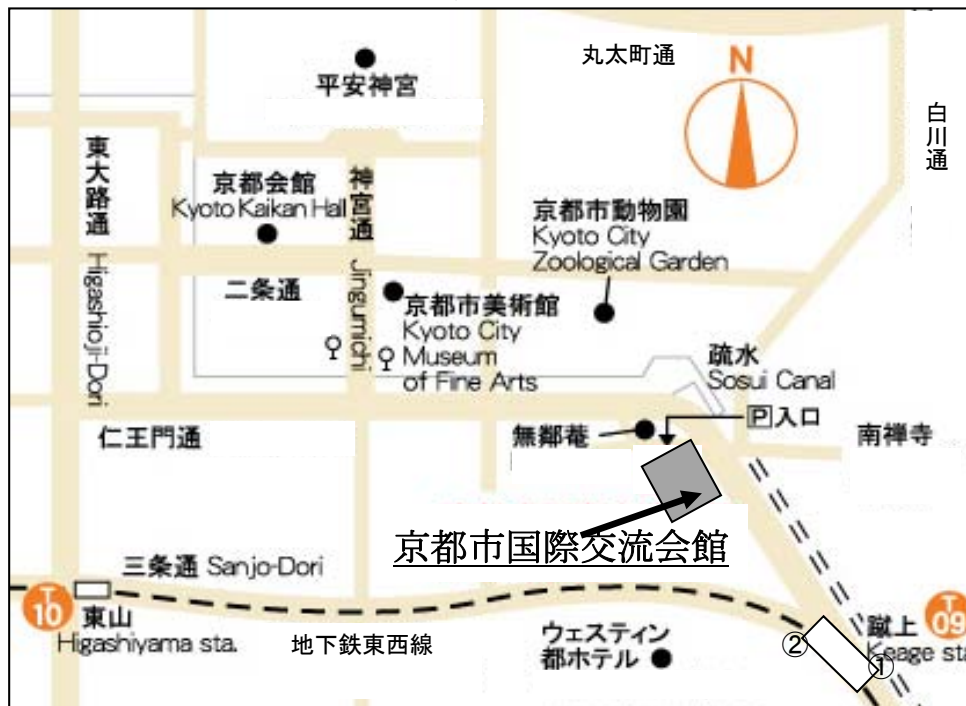 丸太町通
N
平安神宮
白川通
東大路通 Higashioji-Dori
京都会館
Kyoto Kaikan Hall
神宮通 Jingumichi
京都市動物園
Kyoto City
Zoological Garden
二条通
京都市美術館
Kyoto City
Museum
of Fine Arts
疏水
Sosui Canal
P入口
仁王門通
無鄰菴
南禅寺
京都市国際交流会館
三条通 Sanjo-Dori
T
10
東山
Higashiyama sta.
地下鉄東西線
ウェスティン
都ホテル
②
①
蹴上
Keage sta
T
09